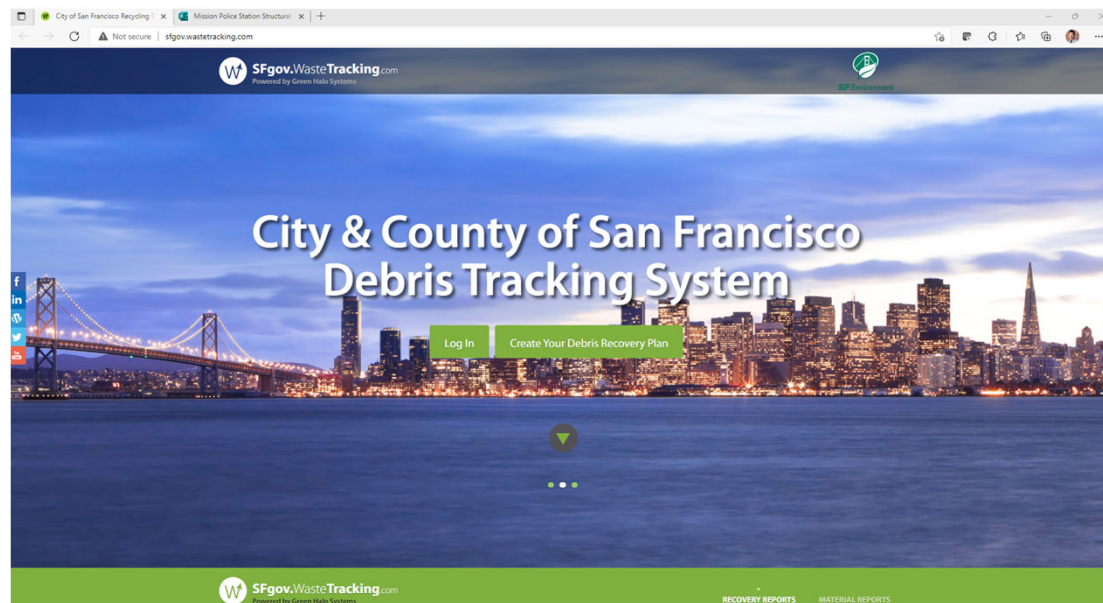 City of San Francisco Recycling C
Mission Police Station Structural
Not secure | sfgov.wastetracking.com
SFgov.WasteTracking.com
Powered by Green Halo Systems
SF Environment
City & County of San Francisco
Debris Tracking System
Log In
Create Your Debris Recovery Plan
SFgov.WasteTracking.com
Powered by Green Halo Systems
RECOVERY REPORTS
MATERIAL REPORTS